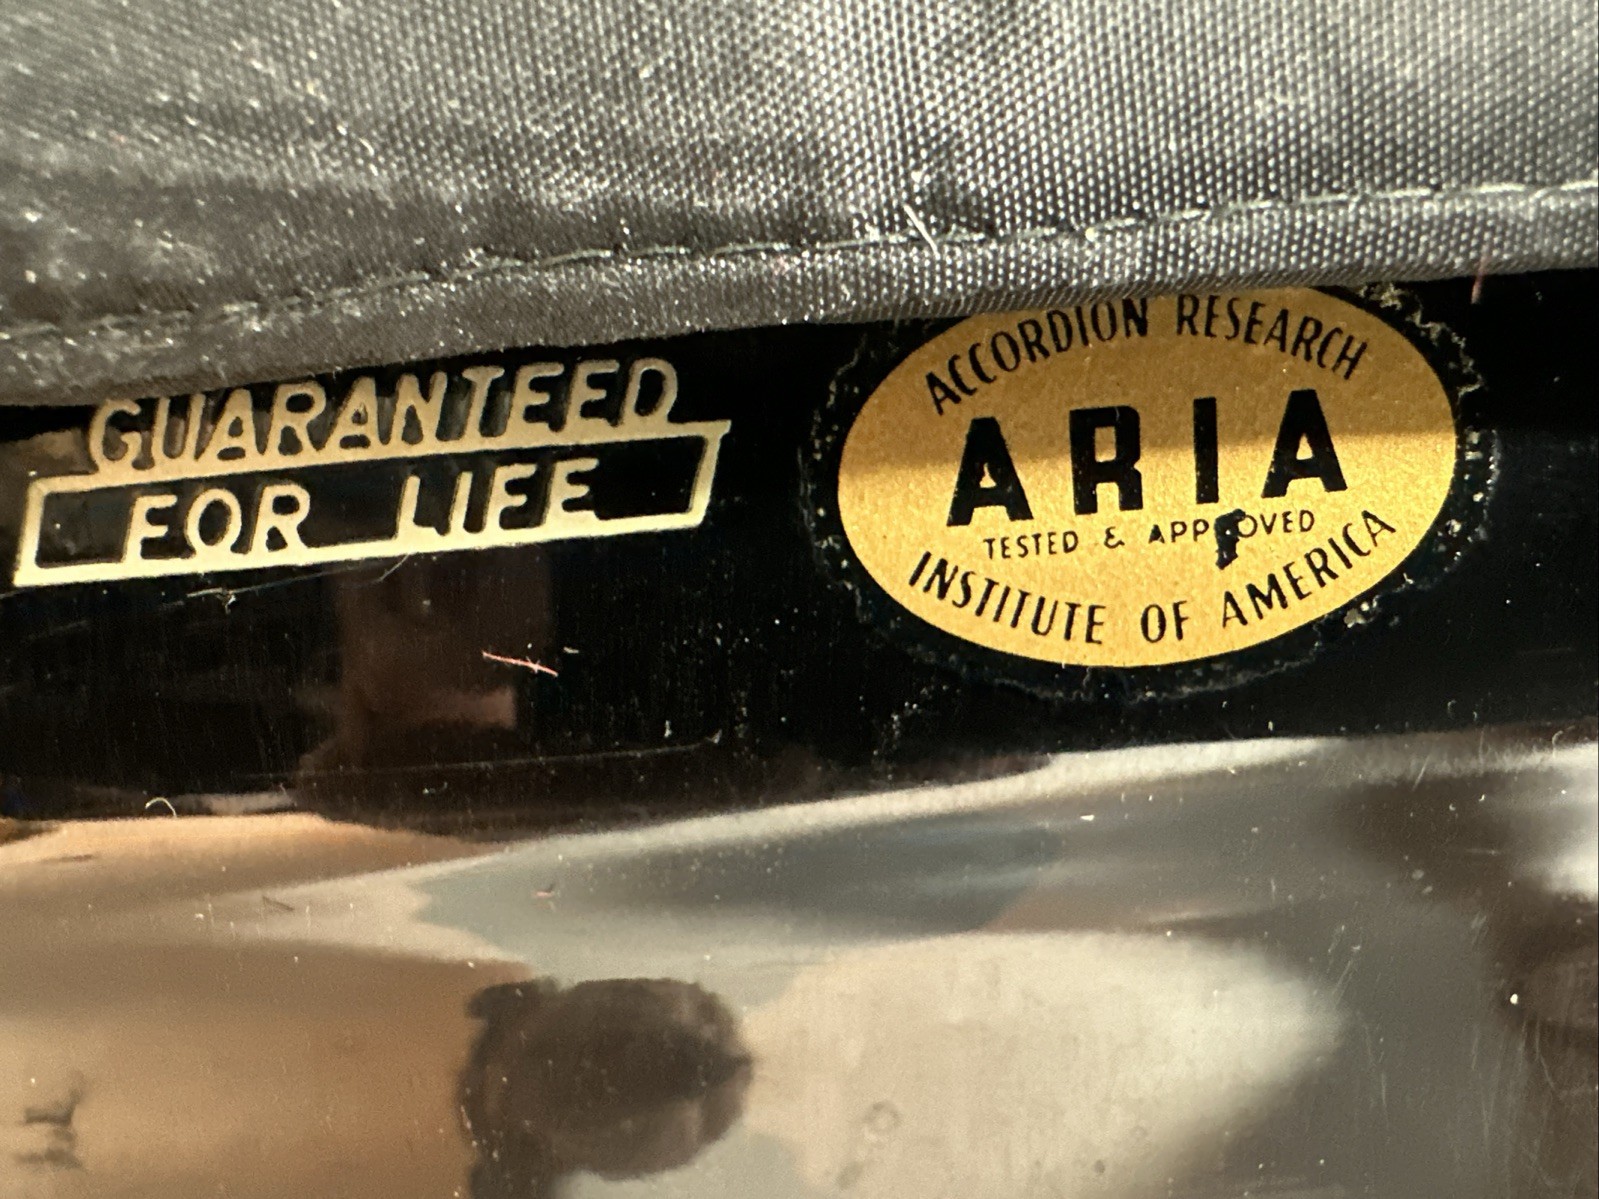 GUARANTEED
FOR LIFE
ACCORDION RESEARCH
ARIA
TESTED & APPROVED
INSTITUTE OF AMERICA